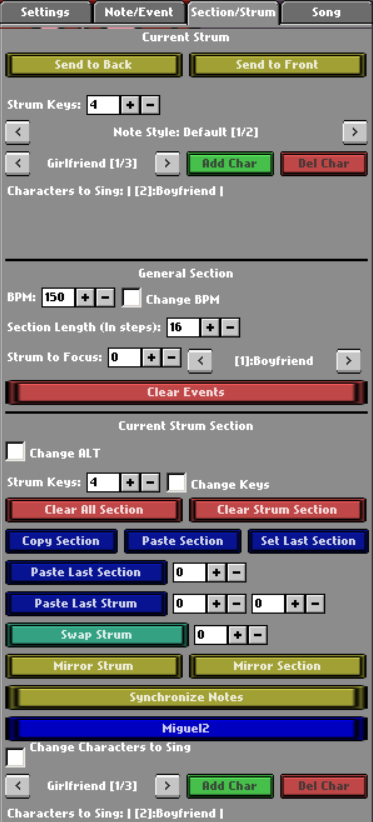 Settings Note/Event Section/Strum Song
Current Strum
Send to Back Send to Front
Strum Keys: 4 + -
< Note Style: Default [1/2] >
< Girlfriend [1/3] > Add Char Del Char
Characters to Sing: | [2]:Boyfriend |
General Section
BPM: 150 + - Change BPM
Section Length (In steps): 16 + -
Strum to Focus: 0 + - < [1]:Boyfriend >
Clear Events
Current Strum Section
Change ALT
Strum Keys: 4 + - Change Keys
Clear All Section Clear Strum Section
Copy Section Paste Section Set Last Section
Paste Last Section 0 + -
Paste Last Strum 0 + - 0 + -
Swap Strum 0 + -
Mirror Strum Mirror Section
Synchronize Notes
Miguel2
Change Characters to Sing
< Girlfriend [1/3] > Add Char Del Char
Characters to Sing: | [2]:Boyfriend |